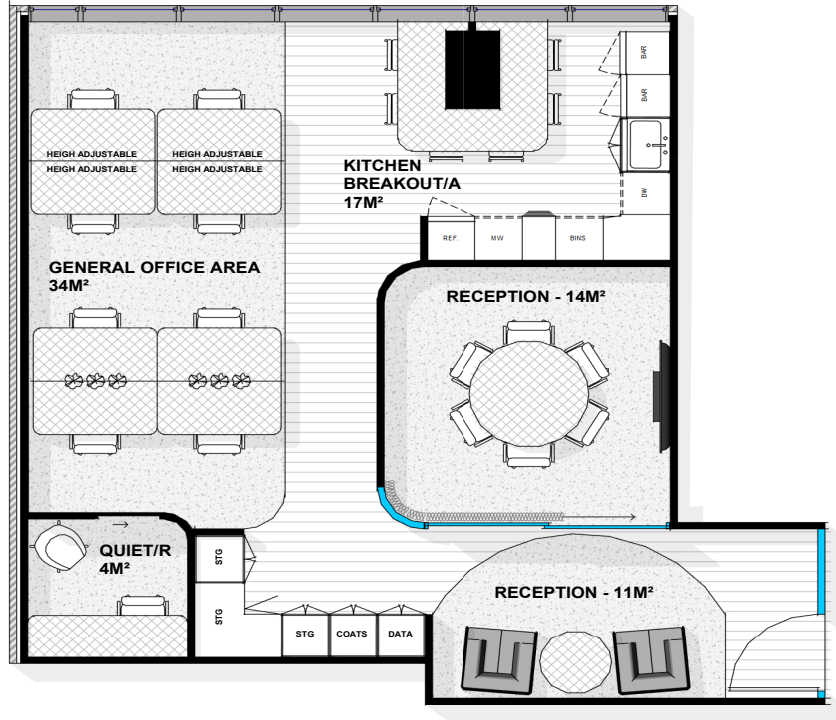 BAR
BAR
HEIGH ADJUSTABLE
HEIGH ADJUSTABLE
HEIGH ADJUSTABLE
HEIGH ADJUSTABLE
KITCHEN
BREAKOUT/A
17M²
DW
REF.
MW
BINS
GENERAL OFFICE AREA
34M²
RECEPTION - 14M²
QUIET/R
4M²
STG
STG
RECEPTION - 11M²
STG
COATS
DATA